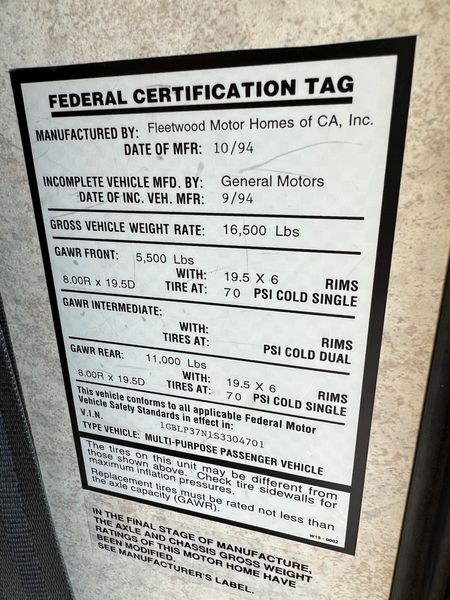 FEDERAL CERTIFICATION TAG
MANUFACTURED BY: Fleetwood Motor Homes of CA, Inc.
DATE OF MFR: 10/94
INCOMPLETE VEHICLE MFD. BY: General Motors
DATE OF INC. VEH. MFR: 9/94
GROSS VEHICLE WEIGHT RATE: 16,500 Lbs
GAWR FRONT: 5,500 Lbs
WITH: 19.5 X 6 RIMS
8.00R x 19.5D TIRE AT: 70 PSI COLD SINGLE
GAWR INTERMEDIATE:
WITH: RIMS
TIRES AT: PSI COLD DUAL
GAWR REAR: 11,000 Lbs
WITH: 19.5 X 6 RIMS
8.00R x 19.5D TIRES AT: 70 PSI COLD SINGLE
This vehicle conforms to all applicable Federal Motor
Vehicle Safety Standards in effect in:
V.I.N. 1GBLP37N1S3304701
TYPE VEHICLE: MULTI-PURPOSE PASSENGER VEHICLE
The tires on this unit may be different from
those shown above. Check tire sidewalls for
maximum inflation pressures.
Replacement tires must be rated not less than
the axle capacity (GAWR).
W15-0002
IN THE FINAL STAGE OF MANUFACTURE,
THE AXLE AND CHASSIS GROSS WEIGHT
RATINGS OF THIS MOTOR HOME HAVE
BEEN MODIFIED.
SEE MANUFACTURER'S LABEL.